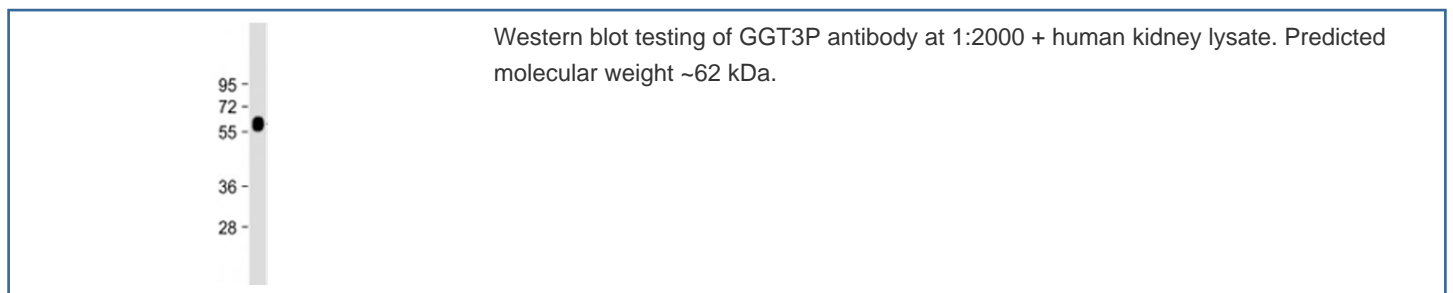 Western blot testing of GGT3P antibody at 1:2000 + human kidney lysate. Predicted
molecular weight ~62 kDa.
95 -
72 -
55 -
36 -
28 -